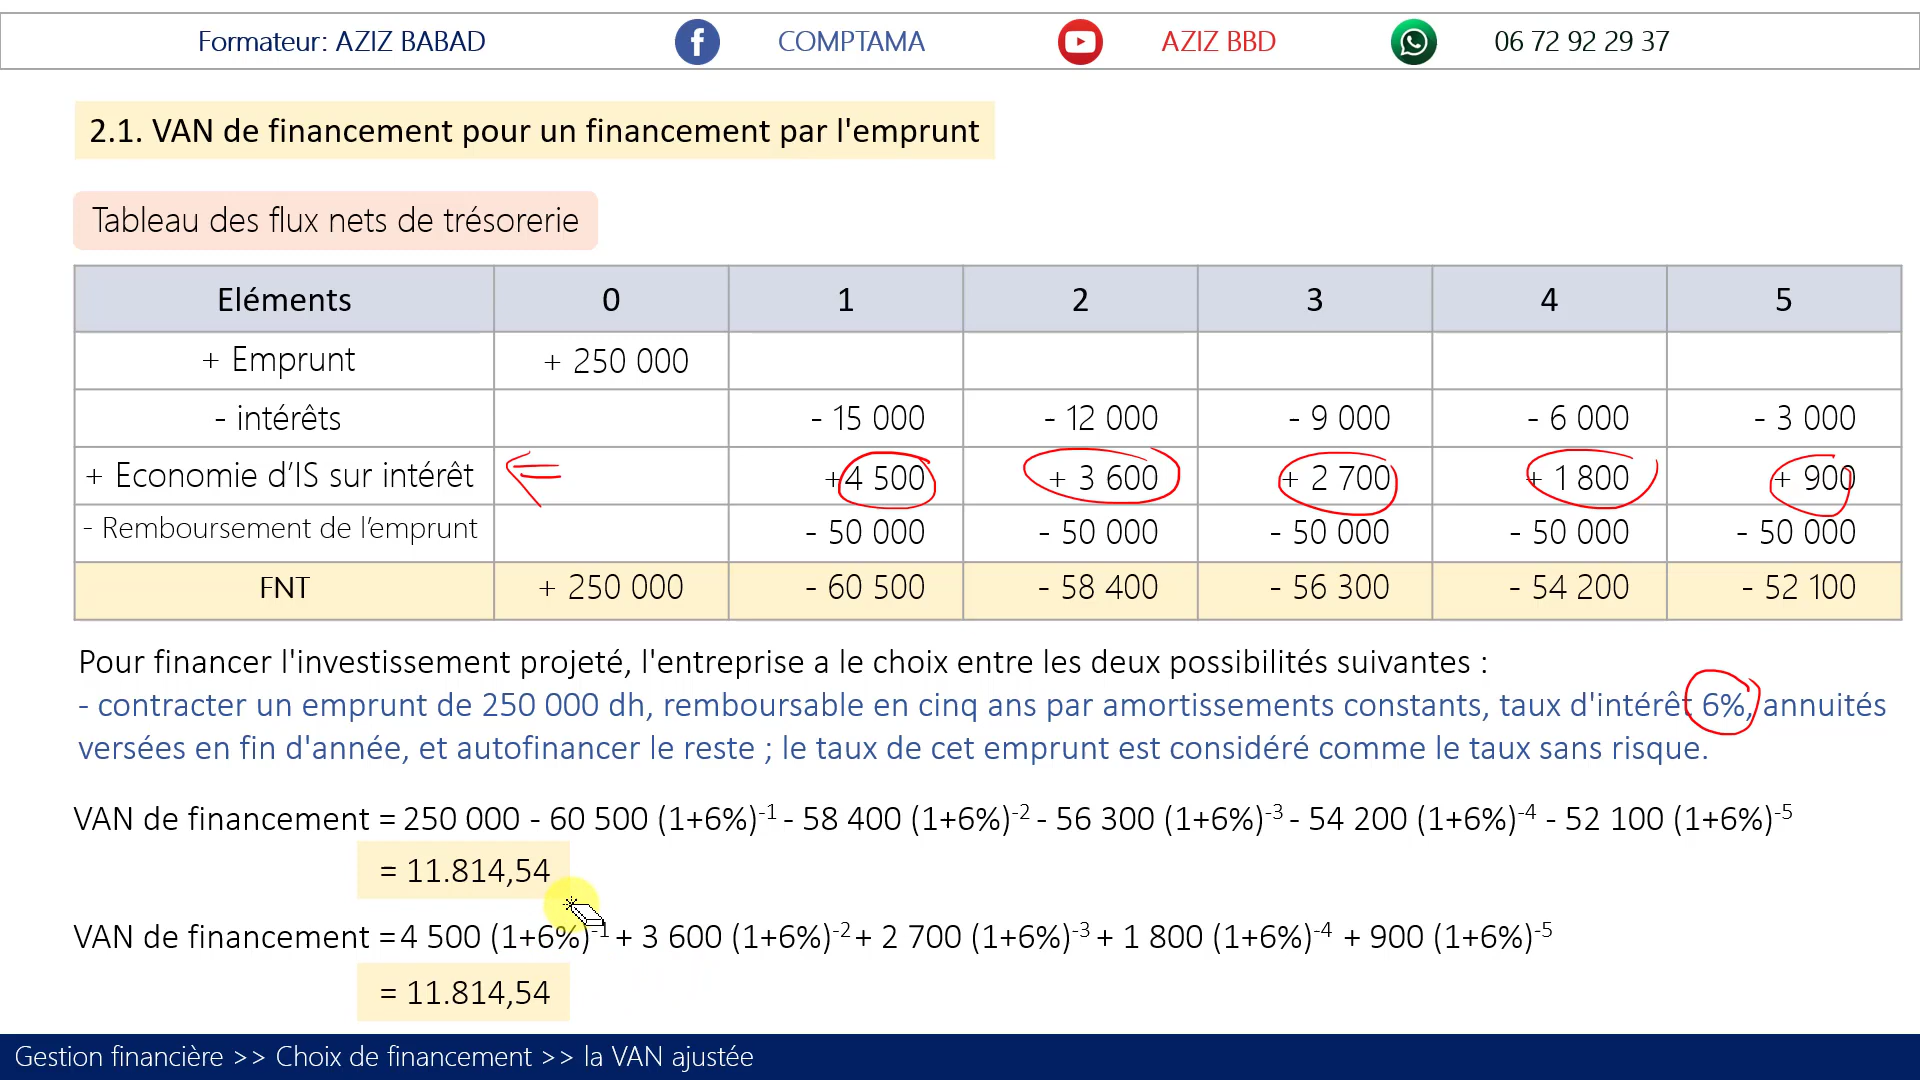 Formateur: AZIZ BABAD COMPTAMA AZIZ BBD 06 72 92 29 37
2.1. VAN de financement pour un financement par l'emprunt
Tableau des flux nets de trésorerie
Eléments 0 1 2 3 4 5
+ Emprunt + 250 000
- intérêts - 15 000 - 12 000 - 9 000 - 6 000 - 3 000
+ Economie d’IS sur intérêt +4 500 + 3 600 + 2 700 + 1 800 + 900
- Remboursement de l’emprunt - 50 000 - 50 000 - 50 000 - 50 000 - 50 000
FNT + 250 000 - 60 500 - 58 400 - 56 300 - 54 200 - 52 100
Pour financer l'investissement projeté, l'entreprise a le choix entre les deux possibilités suivantes :
- contracter un emprunt de 250 000 dh, remboursable en cinq ans par amortissements constants, taux d'intérêt 6%, annuités
versées en fin d'année, et autofinancer le reste ; le taux de cet emprunt est considéré comme le taux sans risque.
VAN de financement = 250 000 - 60 500 (1+6%)⁻¹ - 58 400 (1+6%)⁻² - 56 300 (1+6%)⁻³ - 54 200 (1+6%)⁻⁴ - 52 100 (1+6%)⁻⁵
= 11.814,54
VAN de financement = 4 500 (1+6%)⁻¹ + 3 600 (1+6%)⁻² + 2 700 (1+6%)⁻³ + 1 800 (1+6%)⁻⁴ + 900 (1+6%)⁻⁵
= 11.814,54
Gestion financière >> Choix de financement >> la VAN ajustée